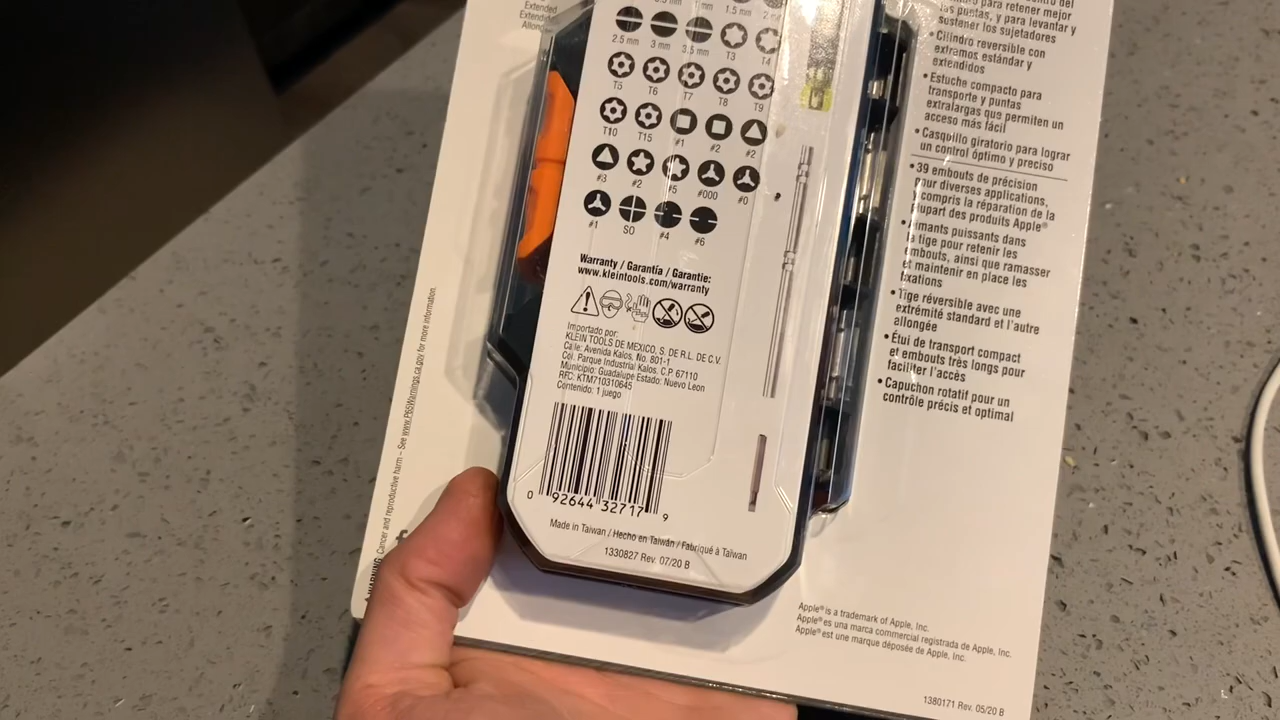 Extended
mm
1.5 mm
2.5 mm
3 mm
3.5 mm
T3
T4
T5
T6
T7
T8
T9
T10
T15
#1
#2
#2
#3
#2
#5
#000
#0
#1
SO
#4
#6
Warranty / Garantía / Garantie:
www.kleintools.com/warranty
Importado por:
KLEIN TOOLS DE MEXICO, S. DE R.L. DE C.V.
Calle: Avenida Kalos, No. 801-1
Col. Parque Industrial Kalos. C.P. 67110
Municipio: Guadalupe Estado: Nuevo Leon
RFC: KTM710310645
Contenido: 1 juego
0 92644 32717 9
Made in Taiwan / Hecho en Taiwán / Fabriqué à Taiwan
1330827 Rev. 07/20 B
WARNING: Cancer and reproductive harm – See www.P65Warnings.ca.gov for more information.
para retener mejor
las puntas, y para levantar y
sostener los sujetadores
• Cilindro reversible con
extremos estándar y
extendidos
• Estuche compacto para
transporte y puntas
extralargas que permiten un
acceso más fácil
• Casquillo giratorio para lograr
un control óptimo y preciso
• 39 embouts de précision
pour diverses applications,
y compris la réparation de la
plupart des produits Apple®
• Aimants puissants dans
la tige pour retenir les
embouts, ainsi que ramasser
et maintenir en place les
fixations
• Tige réversible avec une
extrémité standard et l'autre
allongée
• Étui de transport compact
et embouts très longs pour
faciliter l'accès
• Capuchon rotatif pour un
contrôle précis et optimal
Apple® is a trademark of Apple, Inc.
Apple® es una marca commercial registrada de Apple, Inc.
Apple® est une marque déposée de Apple, Inc.
1380171 Rev. 05/20 B